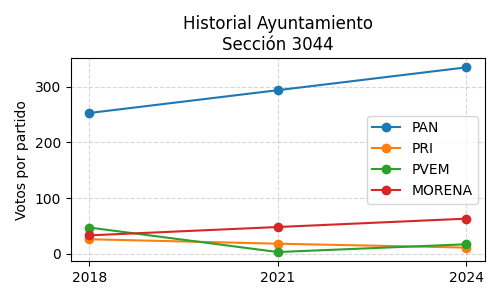 Historial Ayuntamiento
Sección 3044
Votos por partido
300
200
100
0
2018
2021
2024
PAN
PRI
PVEM
MORENA